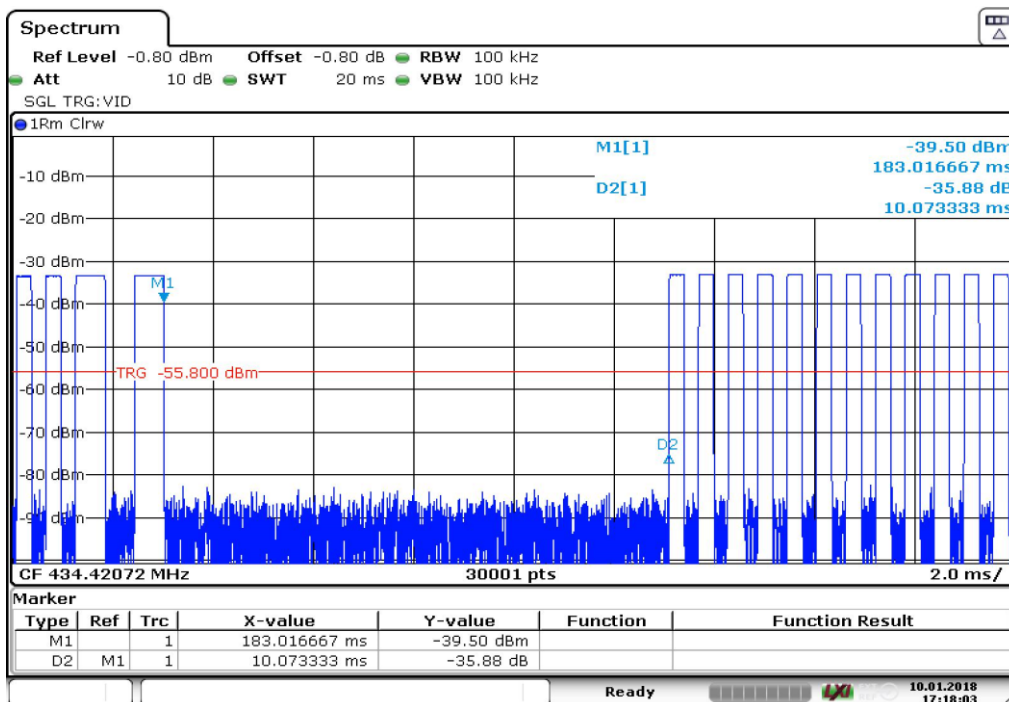 Spectrum
Ref Level -0.80 dBm Offset -0.80 dB RBW 100 kHz
Att 10 dB SWT 20 ms VBW 100 kHz
SGL TRG:VID
1Rm Clrw
M1[1] -39.50 dBm
183.016667 ms
-10 dBm
D2[1] -35.88 dB
10.073333 ms
-20 dBm
-30 dBm
M1
-40 dBm
-50 dBm
TRG -55.800 dBm
-60 dBm
-70 dBm
D2
-80 dBm
-90 dBm
CF 434.42072 MHz 30001 pts 2.0 ms/
Marker
Type Ref Trc X-value Y-value Function Function Result
M1 1 183.016667 ms -39.50 dBm
D2 M1 1 10.073333 ms -35.88 dB
Ready LXI 10.01.2018
17:18:03